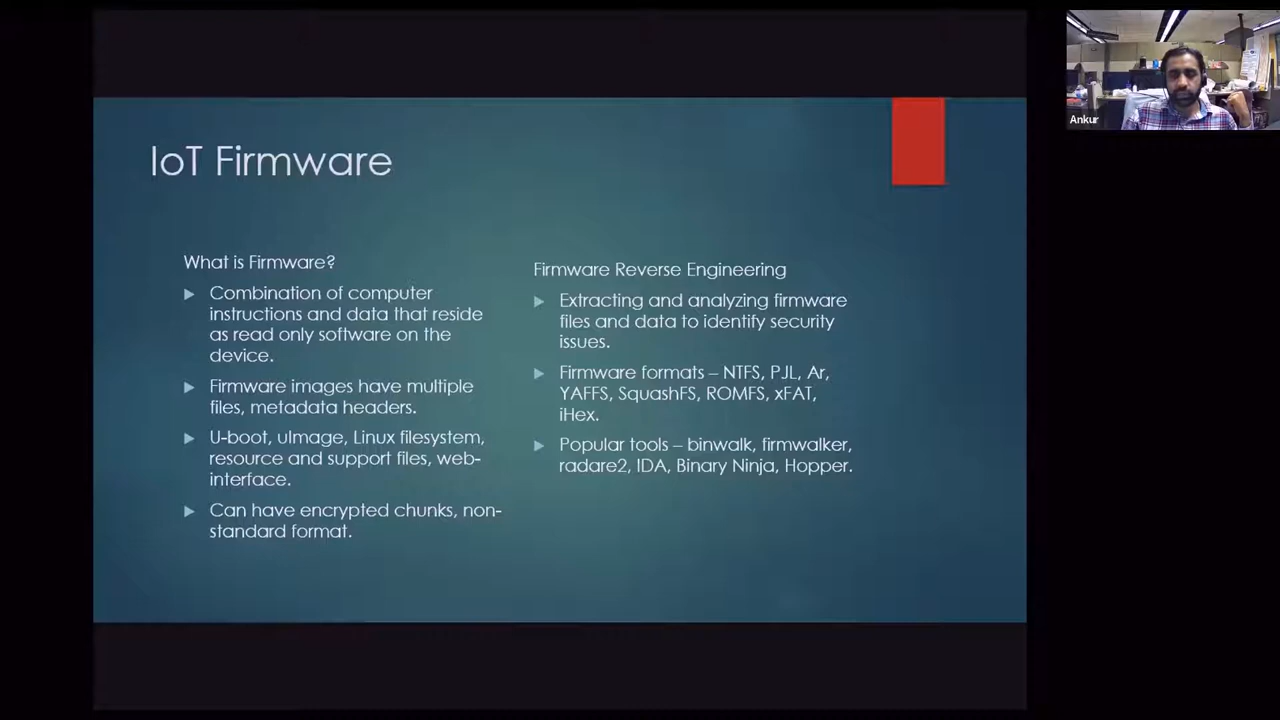 IoT Firmware
What is Firmware?
Combination of computer
instructions and data that reside
as read only software on the
device.
Firmware images have multiple
files, metadata headers.
U-boot, uImage, Linux filesystem,
resource and support files, web-
interface.
Can have encrypted chunks, non-
standard format.
Firmware Reverse Engineering
Extracting and analyzing firmware
files and data to identify security
issues.
Firmware formats – NTFS, PJL, Ar,
YAFFS, SquashFS, ROMFS, xFAT,
iHex.
Popular tools – binwalk, firmwalker,
radare2, IDA, Binary Ninja, Hopper.
Ankur